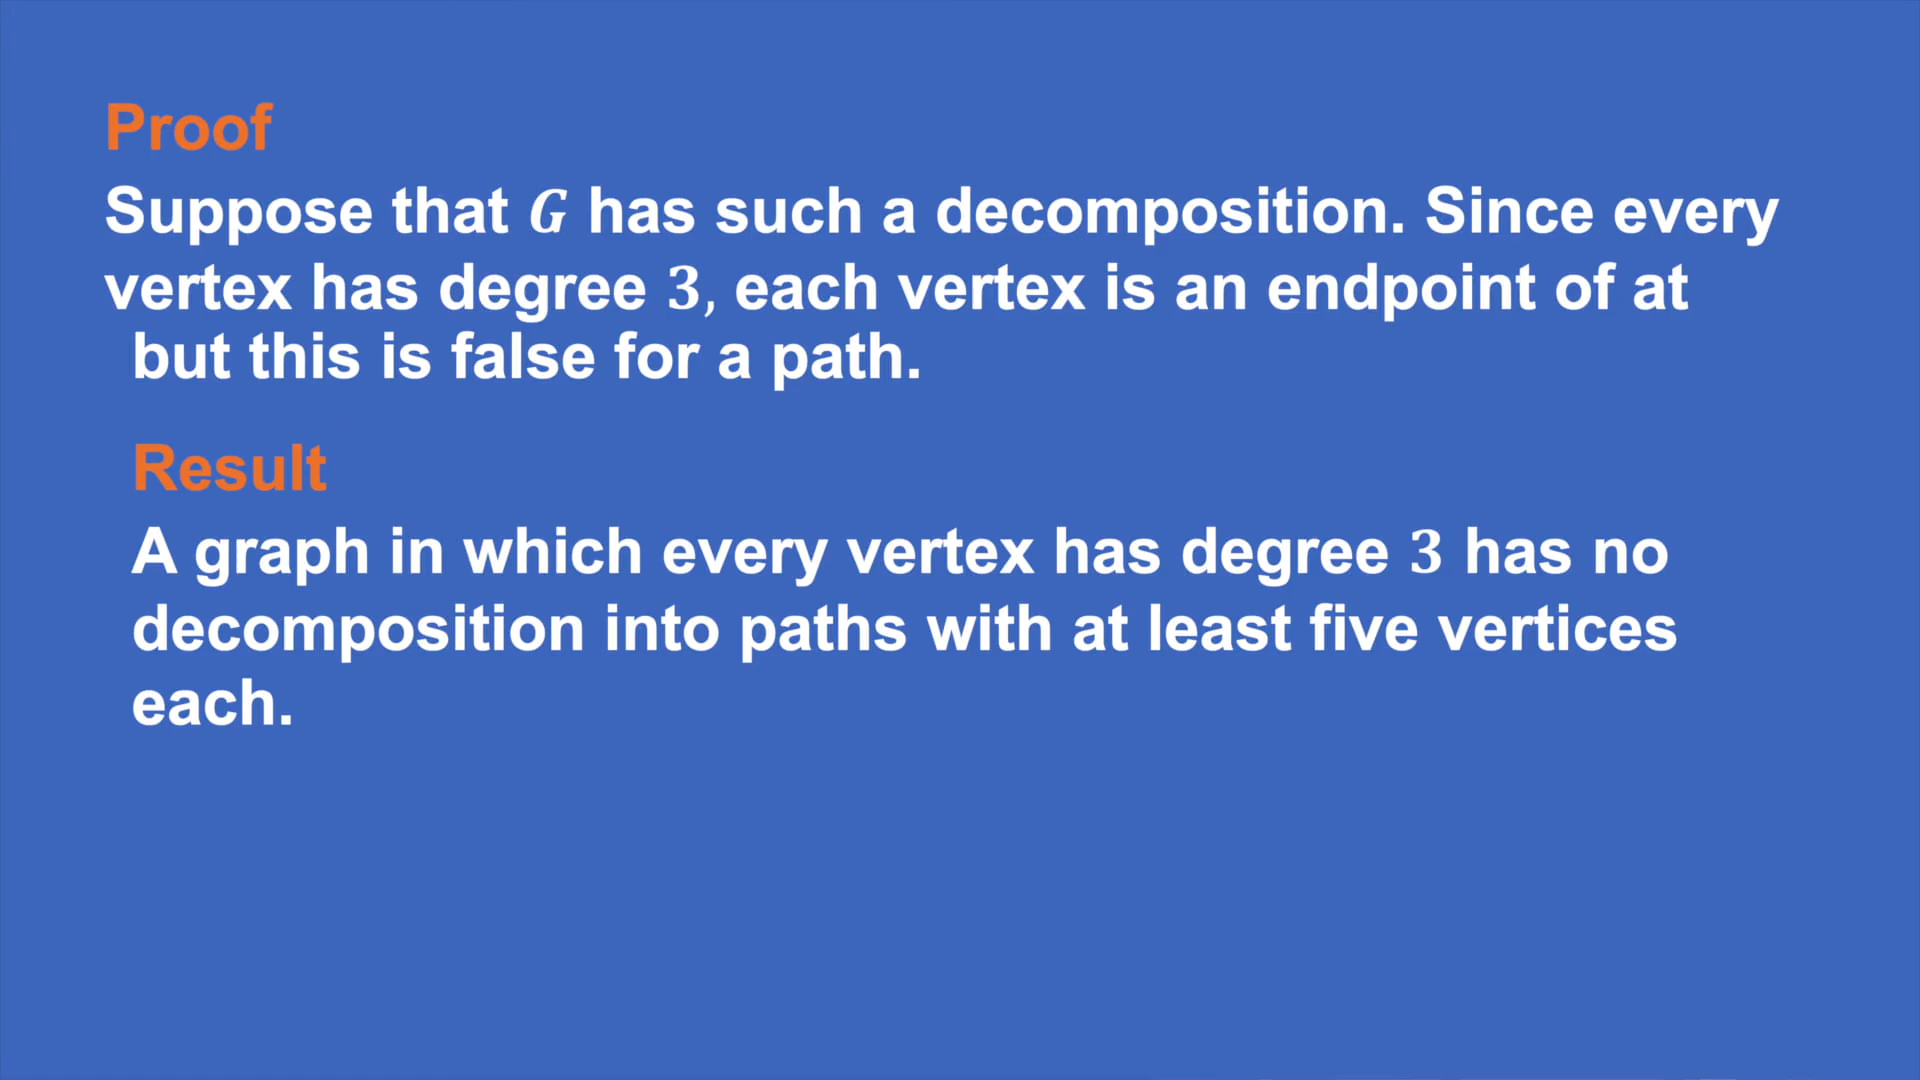 Proof
Suppose that G has such a decomposition. Since every
vertex has degree 3, each vertex is an endpoint of at
but this is false for a path.
Result
A graph in which every vertex has degree 3 has no
decomposition into paths with at least five vertices
each.